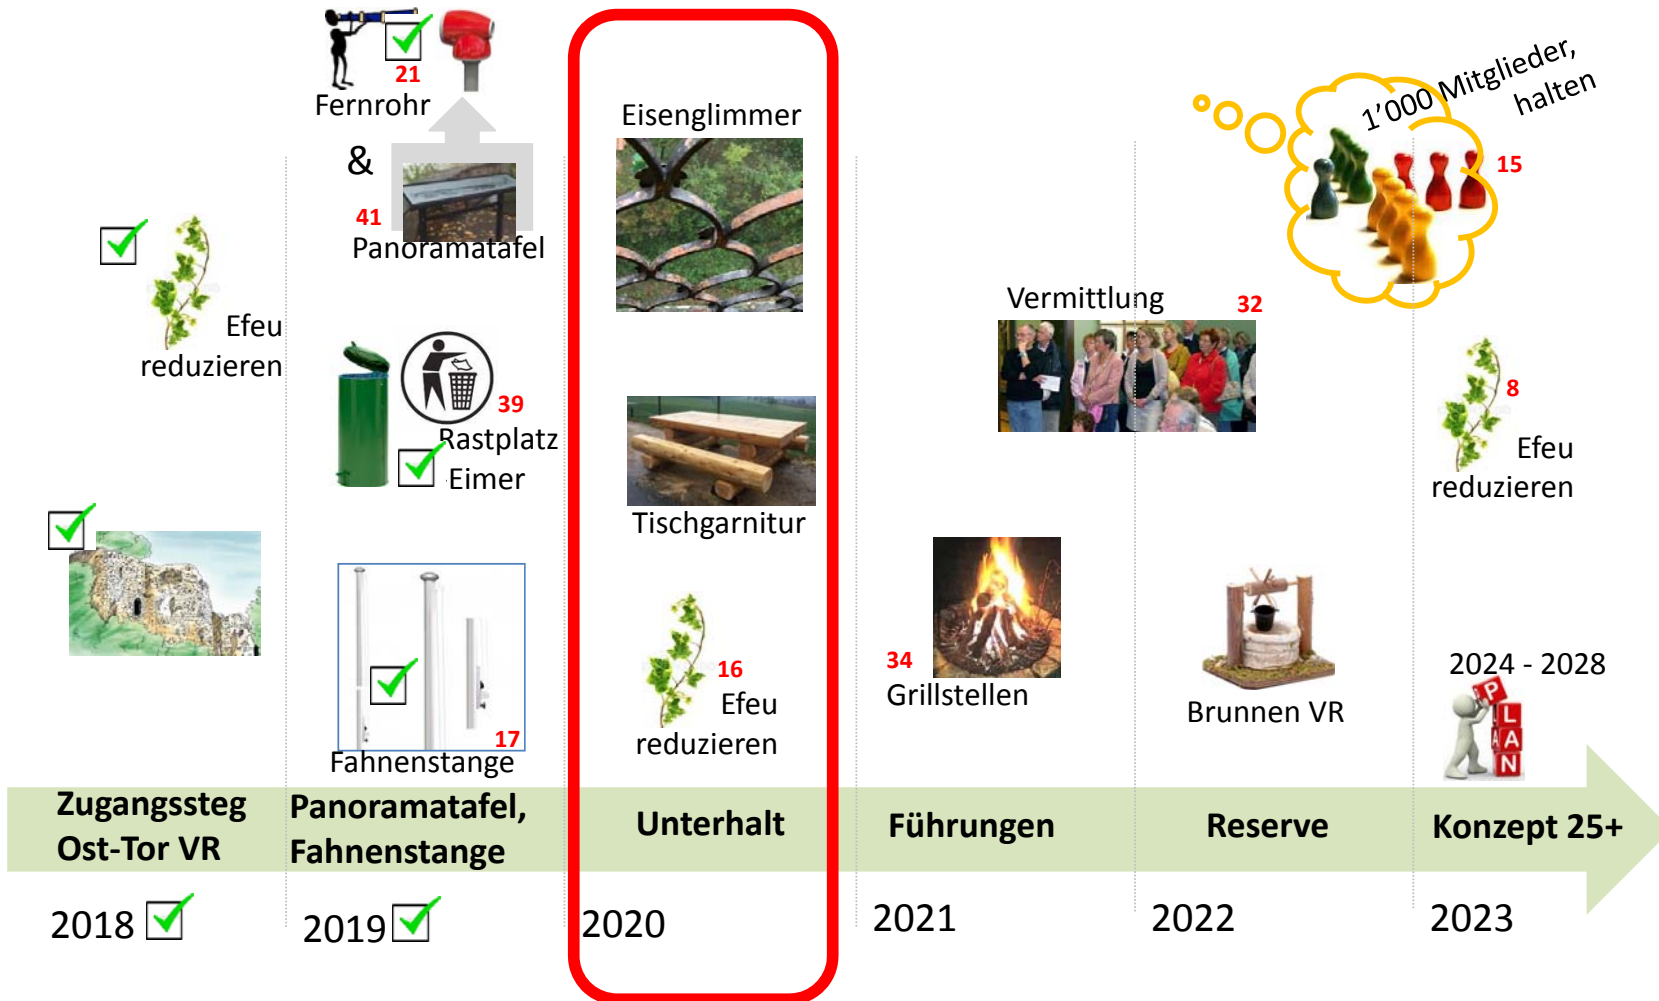 21
Fernrohr
&
41
Panoramatafel
Eisenglimmer
1’000 Mitglieder,
halten
15
Efeu
reduzieren
39
Rastplatz
Eimer
Tischgarnitur
Vermittlung
32
8
Efeu
reduzieren
17
Fahnenstange
16
Efeu
reduzieren
34
Grillstellen
Brunnen VR
2024 - 2028
P
L
A A
N
Zugangssteg
Ost-Tor VR
Panoramatafel,
Fahnenstange
Unterhalt
Führungen
Reserve
Konzept 25+
2018
2019
2020
2021
2022
2023